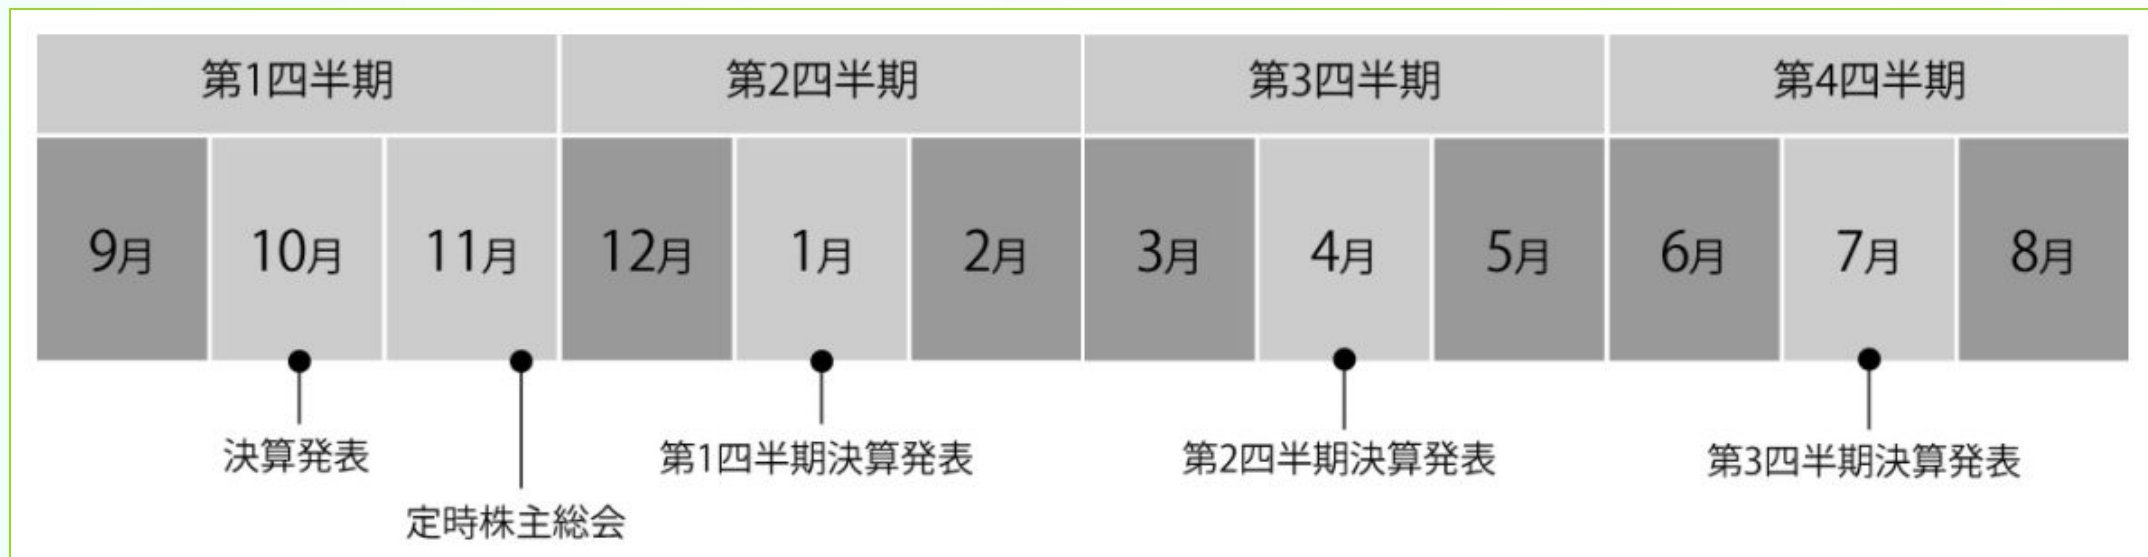 第1四半期 第2四半期 第3四半期 第4四半期
9月 10月 11月 12月 1月 2月 3月 4月 5月 6月 7月 8月
決算発表 第1四半期決算発表 第2四半期決算発表 第3四半期決算発表
定時株主総会